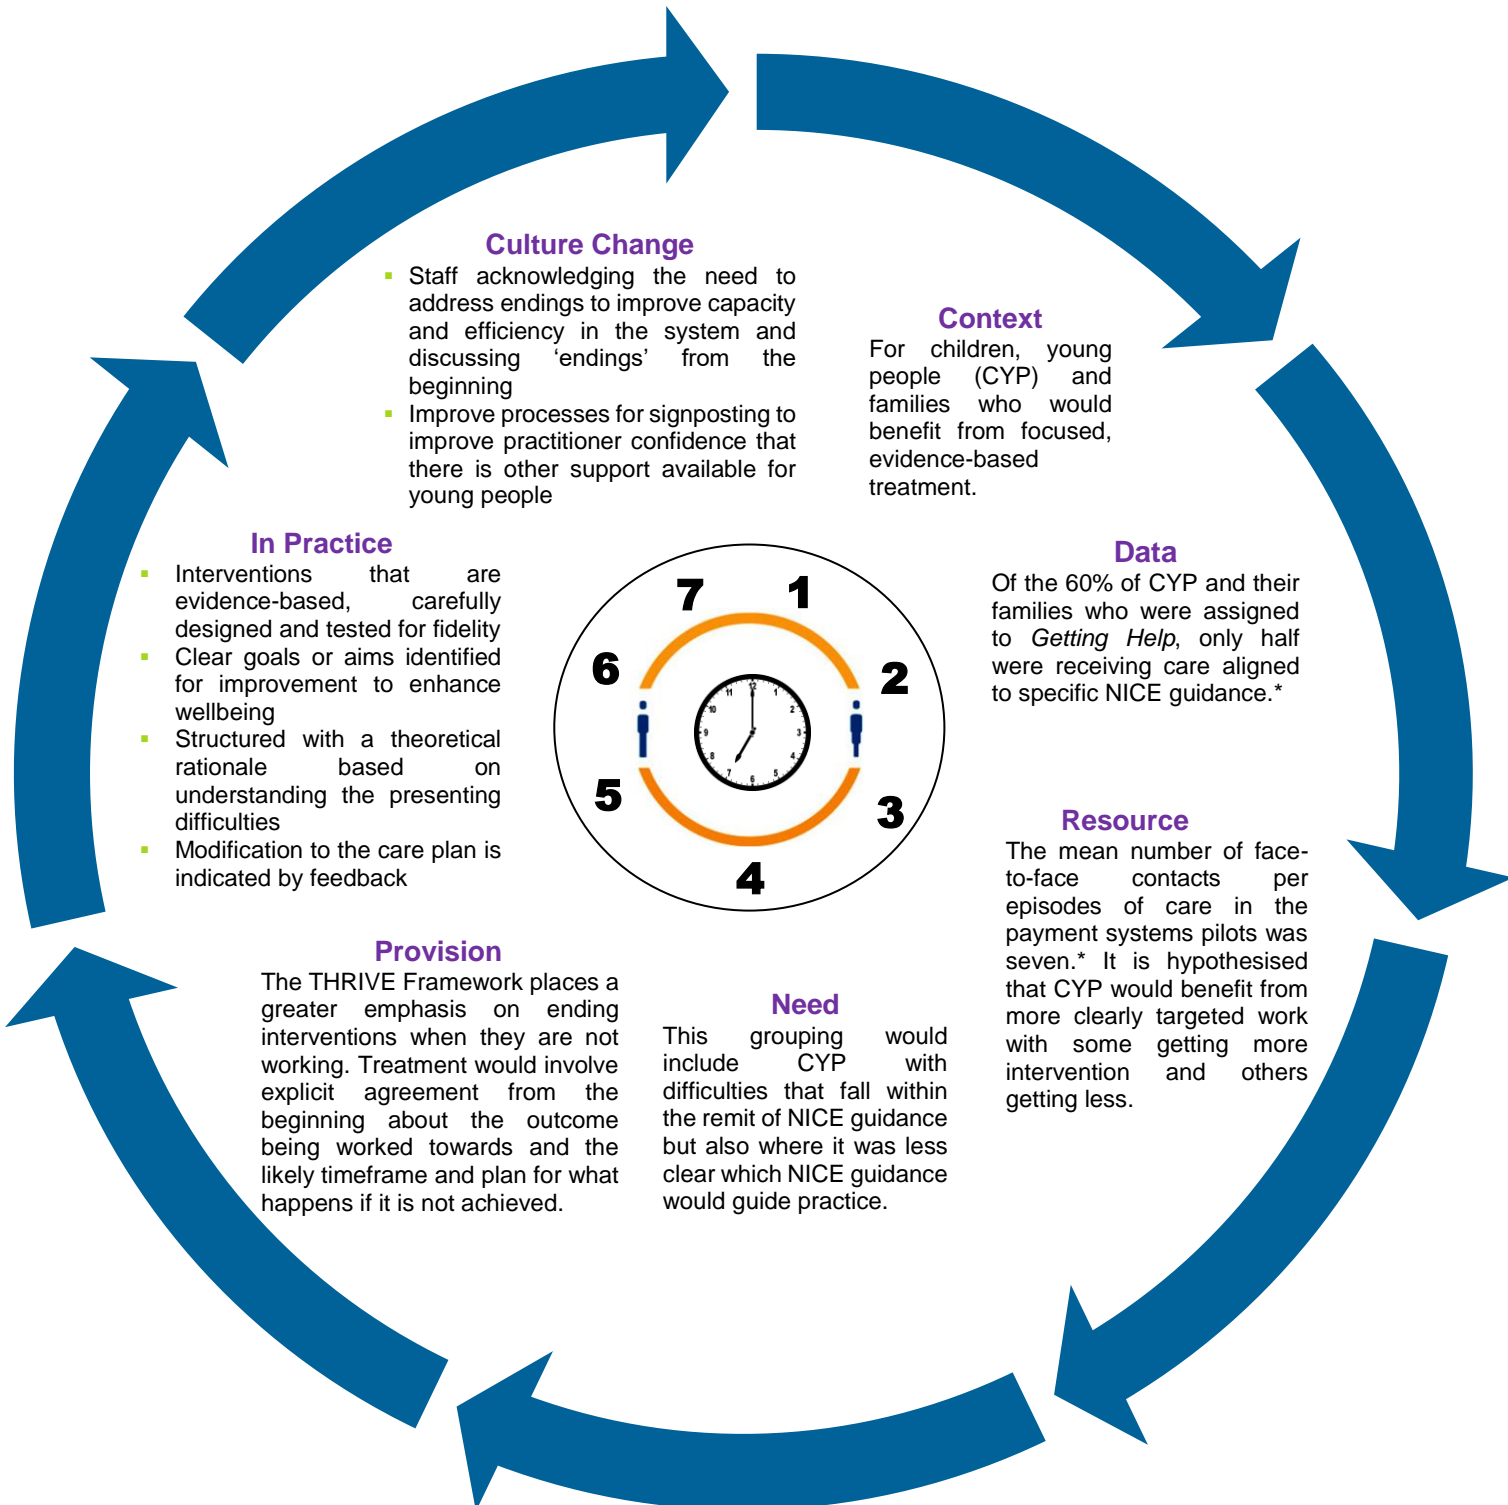 Culture Change
▪ Staff acknowledging the need to
address endings to improve capacity
and efficiency in the system and
discussing ‘endings’ from the
beginning
▪ Improve processes for signposting to
improve practitioner confidence that
there is other support available for
young people
Context
For children, young
people (CYP) and
families who would
benefit from focused,
evidence-based
treatment.
Data
Of the 60% of CYP and their
families who were assigned
to Getting Help, only half
were receiving care aligned
to specific NICE guidance.*
Resource
The mean number of face-
to-face contacts per
episodes of care in the
payment systems pilots was
seven.* It is hypothesised
that CYP would benefit from
more clearly targeted work
with some getting more
intervention and others
getting less.
Need
This grouping would
include CYP with
difficulties that fall within
the remit of NICE guidance
but also where it was less
clear which NICE guidance
would guide practice.
Provision
The THRIVE Framework places a
greater emphasis on ending
interventions when they are not
working. Treatment would involve
explicit agreement from the
beginning about the outcome
being worked towards and the
likely timeframe and plan for what
happens if it is not achieved.
In Practice
▪ Interventions that are
evidence-based, carefully
designed and tested for fidelity
▪ Clear goals or aims identified
for improvement to enhance
wellbeing
▪ Structured with a theoretical
rationale based on
understanding the presenting
difficulties
▪ Modification to the care plan is
indicated by feedback
1
2
3
4
5
6
7
12
1
2
3
4
5
6
7
8
9
10
11